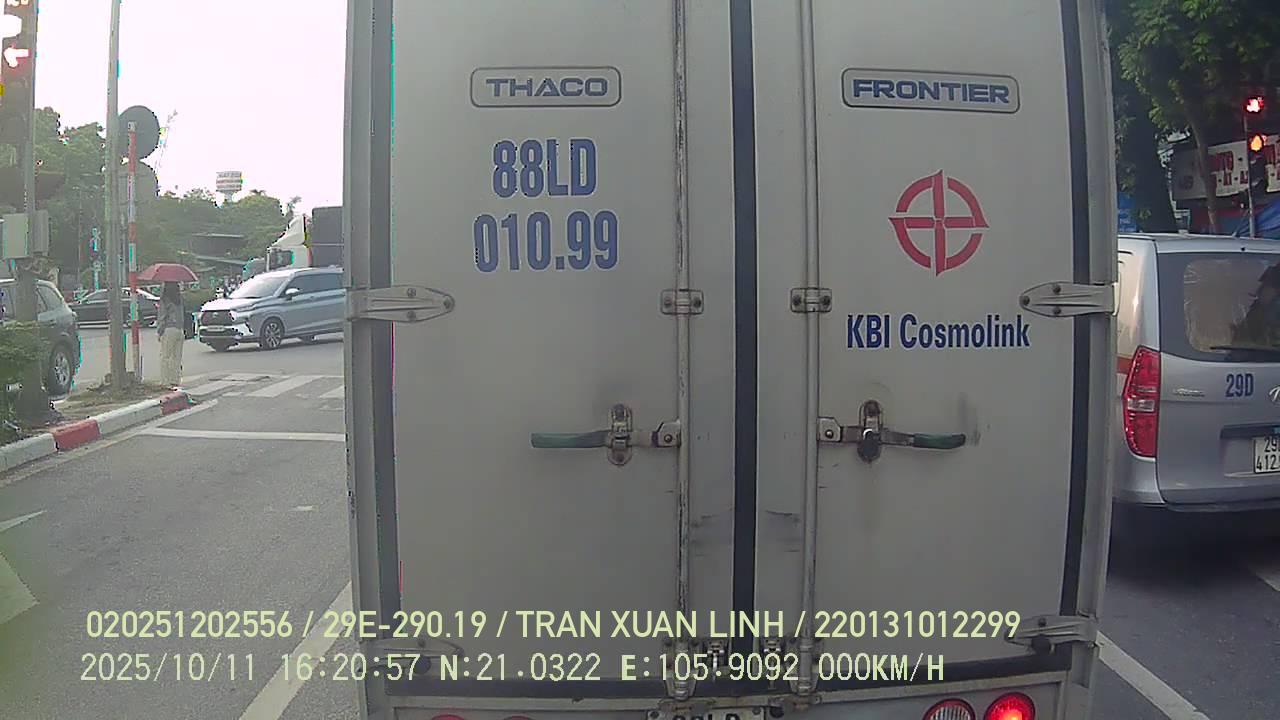 THACO
FRONTIER
88LD
010.99
KBI Cosmolink
29D
020251202556 / 29E-290.19 / TRAN XUAN LINH / 220131012299
2025/10/11 16:20:57 N:21.0322 E:105.9092 000KM/H